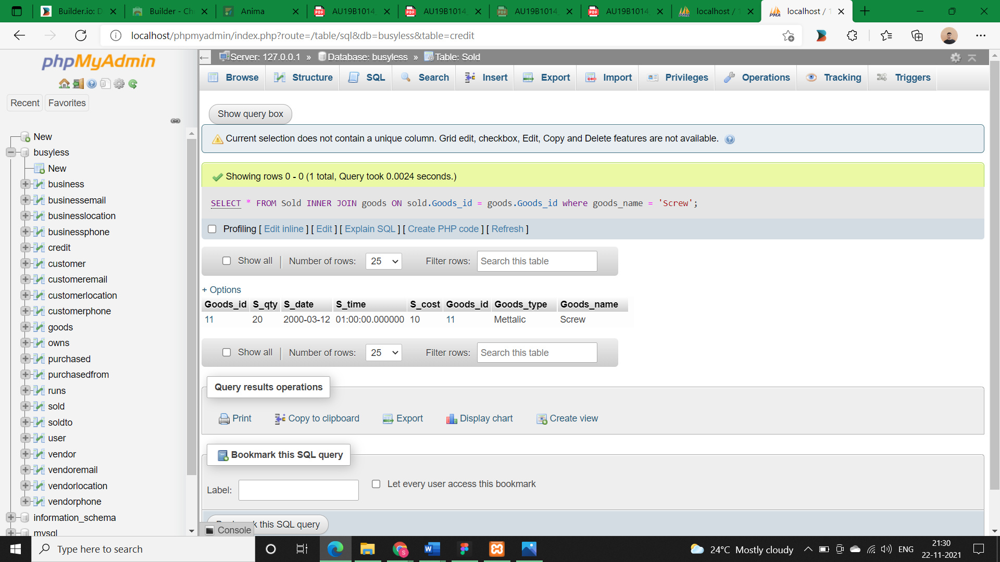 Builder.io: D
Builder - Ch
Anima
AU19B1014_
AU19B1014_
AU19B1014_
AU19B1014_
localhost / 1
localhost / 1
localhost/phpmyadmin/index.php?route=/table/sql&db=busyless&table=credit
phpMyAdmin
Recent
Favorites
New
busyless
New
business
businessemail
businesslocation
businessphone
credit
customer
customeremail
customerlocation
customerphone
goods
owns
purchased
purchasedfrom
runs
sold
soldto
user
vendor
vendoremail
vendorlocation
vendorphone
information_schema
mysql
Server: 127.0.0.1 » Database: busyless » Table: Sold
Browse Structure SQL Search Insert Export Import Privileges Operations Tracking Triggers
Show query box
Current selection does not contain a unique column. Grid edit, checkbox, Edit, Copy and Delete features are not available.
Showing rows 0 - 0 (1 total, Query took 0.0024 seconds.)
SELECT * FROM Sold INNER JOIN goods ON sold.Goods_id = goods.Goods_id where goods_name = 'Screw';
Profiling [ Edit inline ] [ Edit ] [ Explain SQL ] [ Create PHP code ] [ Refresh ]
Show all | Number of rows: 25 Filter rows: Search this table
+ Options
Goods_id S_qty S_date S_time S_cost Goods_id Goods_type Goods_name
11 20 2000-03-12 01:00:00.000000 10 11 Mettalic Screw
Show all | Number of rows: 25 Filter rows: Search this table
Query results operations
Print Copy to clipboard Export Display chart Create view
Bookmark this SQL query
Label: Let every user access this bookmark
this SQL query
Console
Type here to search
24°C Mostly cloudy
ENG
21:30
22-11-2021